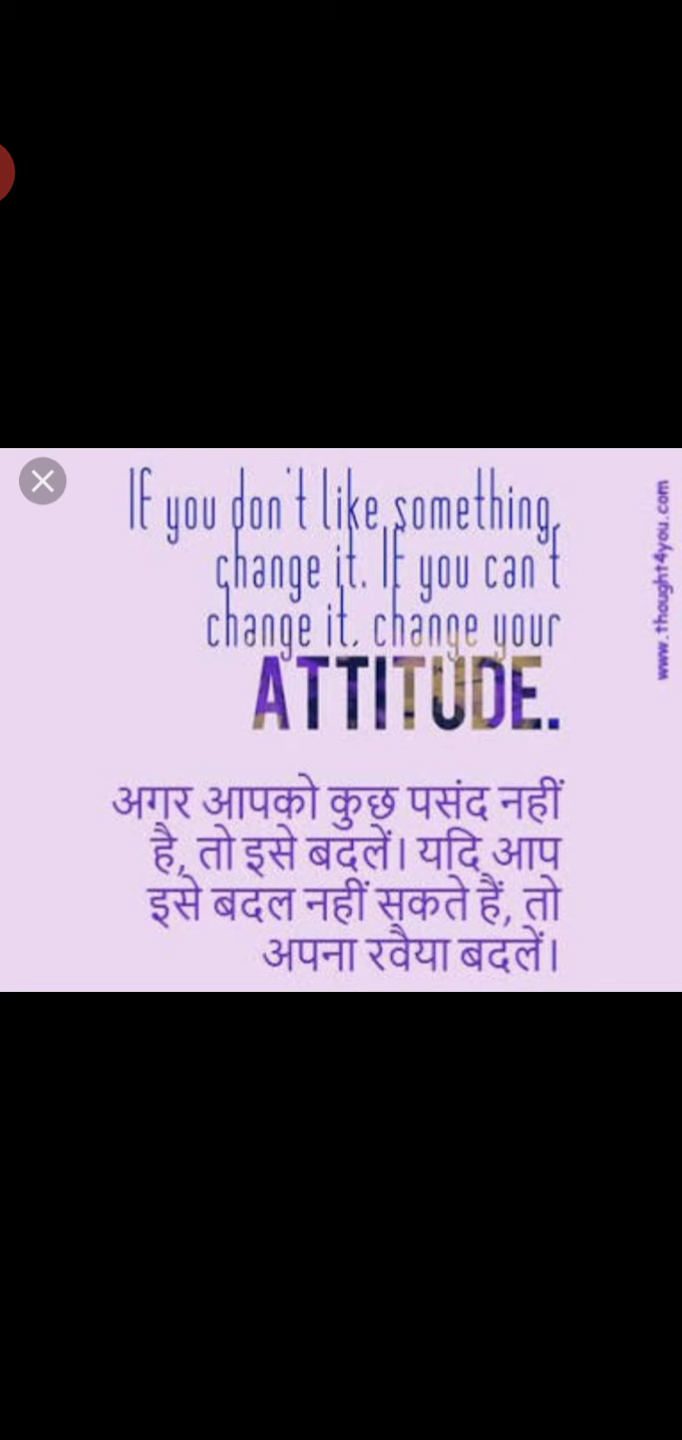 If you don't like something,
change it. If you can't
change it, change your
ATTITUDE.
अगर आपको कुछ पसंद नहीं
है, तो इसे बदलें। यदि आप
इसे बदल नहीं सकते हैं, तो
अपना रवैया बदलें।
www.thought4you.com